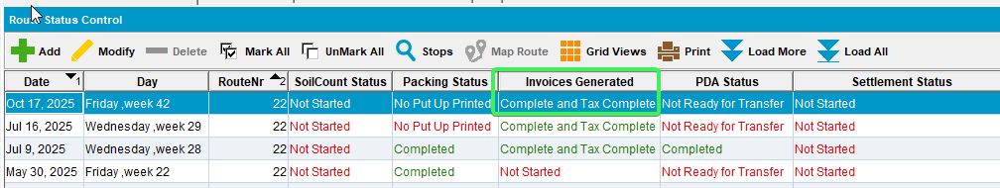 Route Status Control
Add Modify Delete Mark All UnMark All Stops Map Route Grid Views Print Load More Load All
Date 1 Day RouteNr 2 SoilCount Status Packing Status Invoices Generated PDA Status Settlement Status
Oct 17, 2025 Friday ,week 42 22 Not Started No Put Up Printed Complete and Tax Complete Not Ready for Transfer Not Started
Jul 16, 2025 Wednesday ,week 29 22 Not Started No Put Up Printed Complete and Tax Complete Not Ready for Transfer Not Started
Jul 9, 2025 Wednesday ,week 28 22 Not Started Completed Complete and Tax Complete Completed Not Started
May 30, 2025 Friday ,week 22 22 Not Started Completed Not Started Not Ready for Transfer Not Started